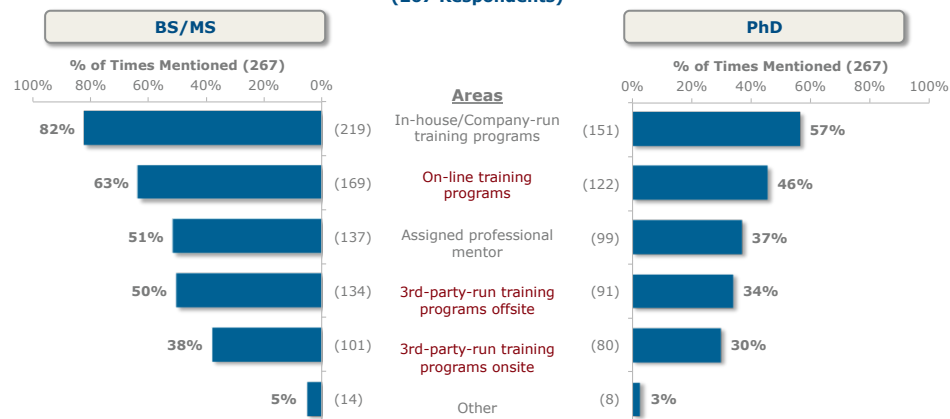 (267 Respondents)
BS/MS
PhD
% of Times Mentioned (267)
% of Times Mentioned (267)
100% 80% 60% 40% 20% 0%
0% 20% 40% 60% 80% 100%
Areas
82% (219) In-house/Company-run training programs (151) 57%
63% (169) On-line training programs (122) 46%
51% (137) Assigned professional mentor (99) 37%
50% (134) 3rd-party-run training programs offsite (91) 34%
38% (101) 3rd-party-run training programs onsite (80) 30%
5% (14) Other (8) 3%